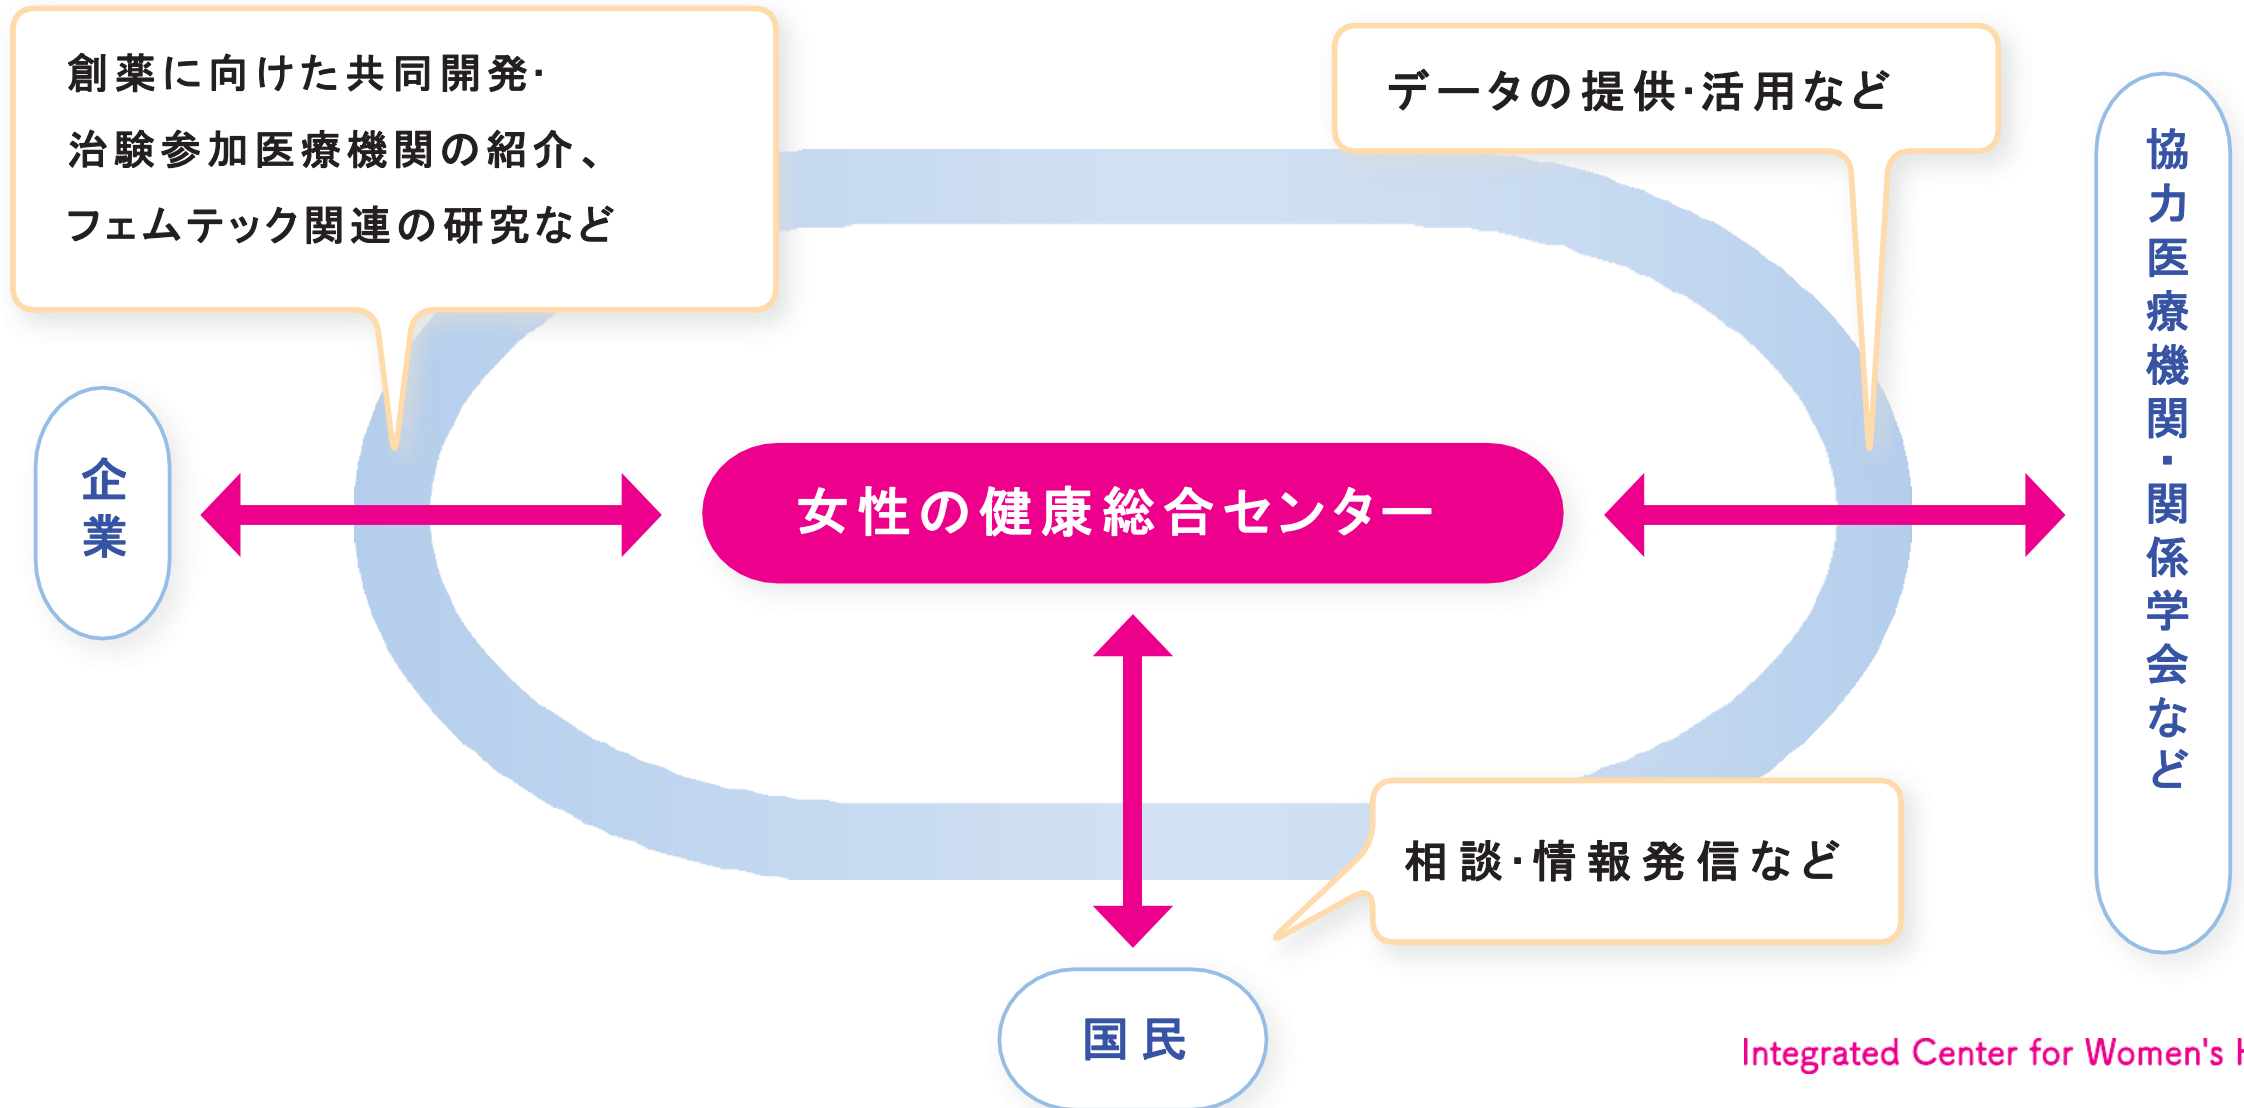 創薬に向けた共同開発・
治験参加医療機関の紹介、
フェムテック関連の研究など
データの提供・活用など
企業
女性の健康総合センター
協力医療機関・関係学会など
相談・情報発信など
国民
Integrated Center for Women's